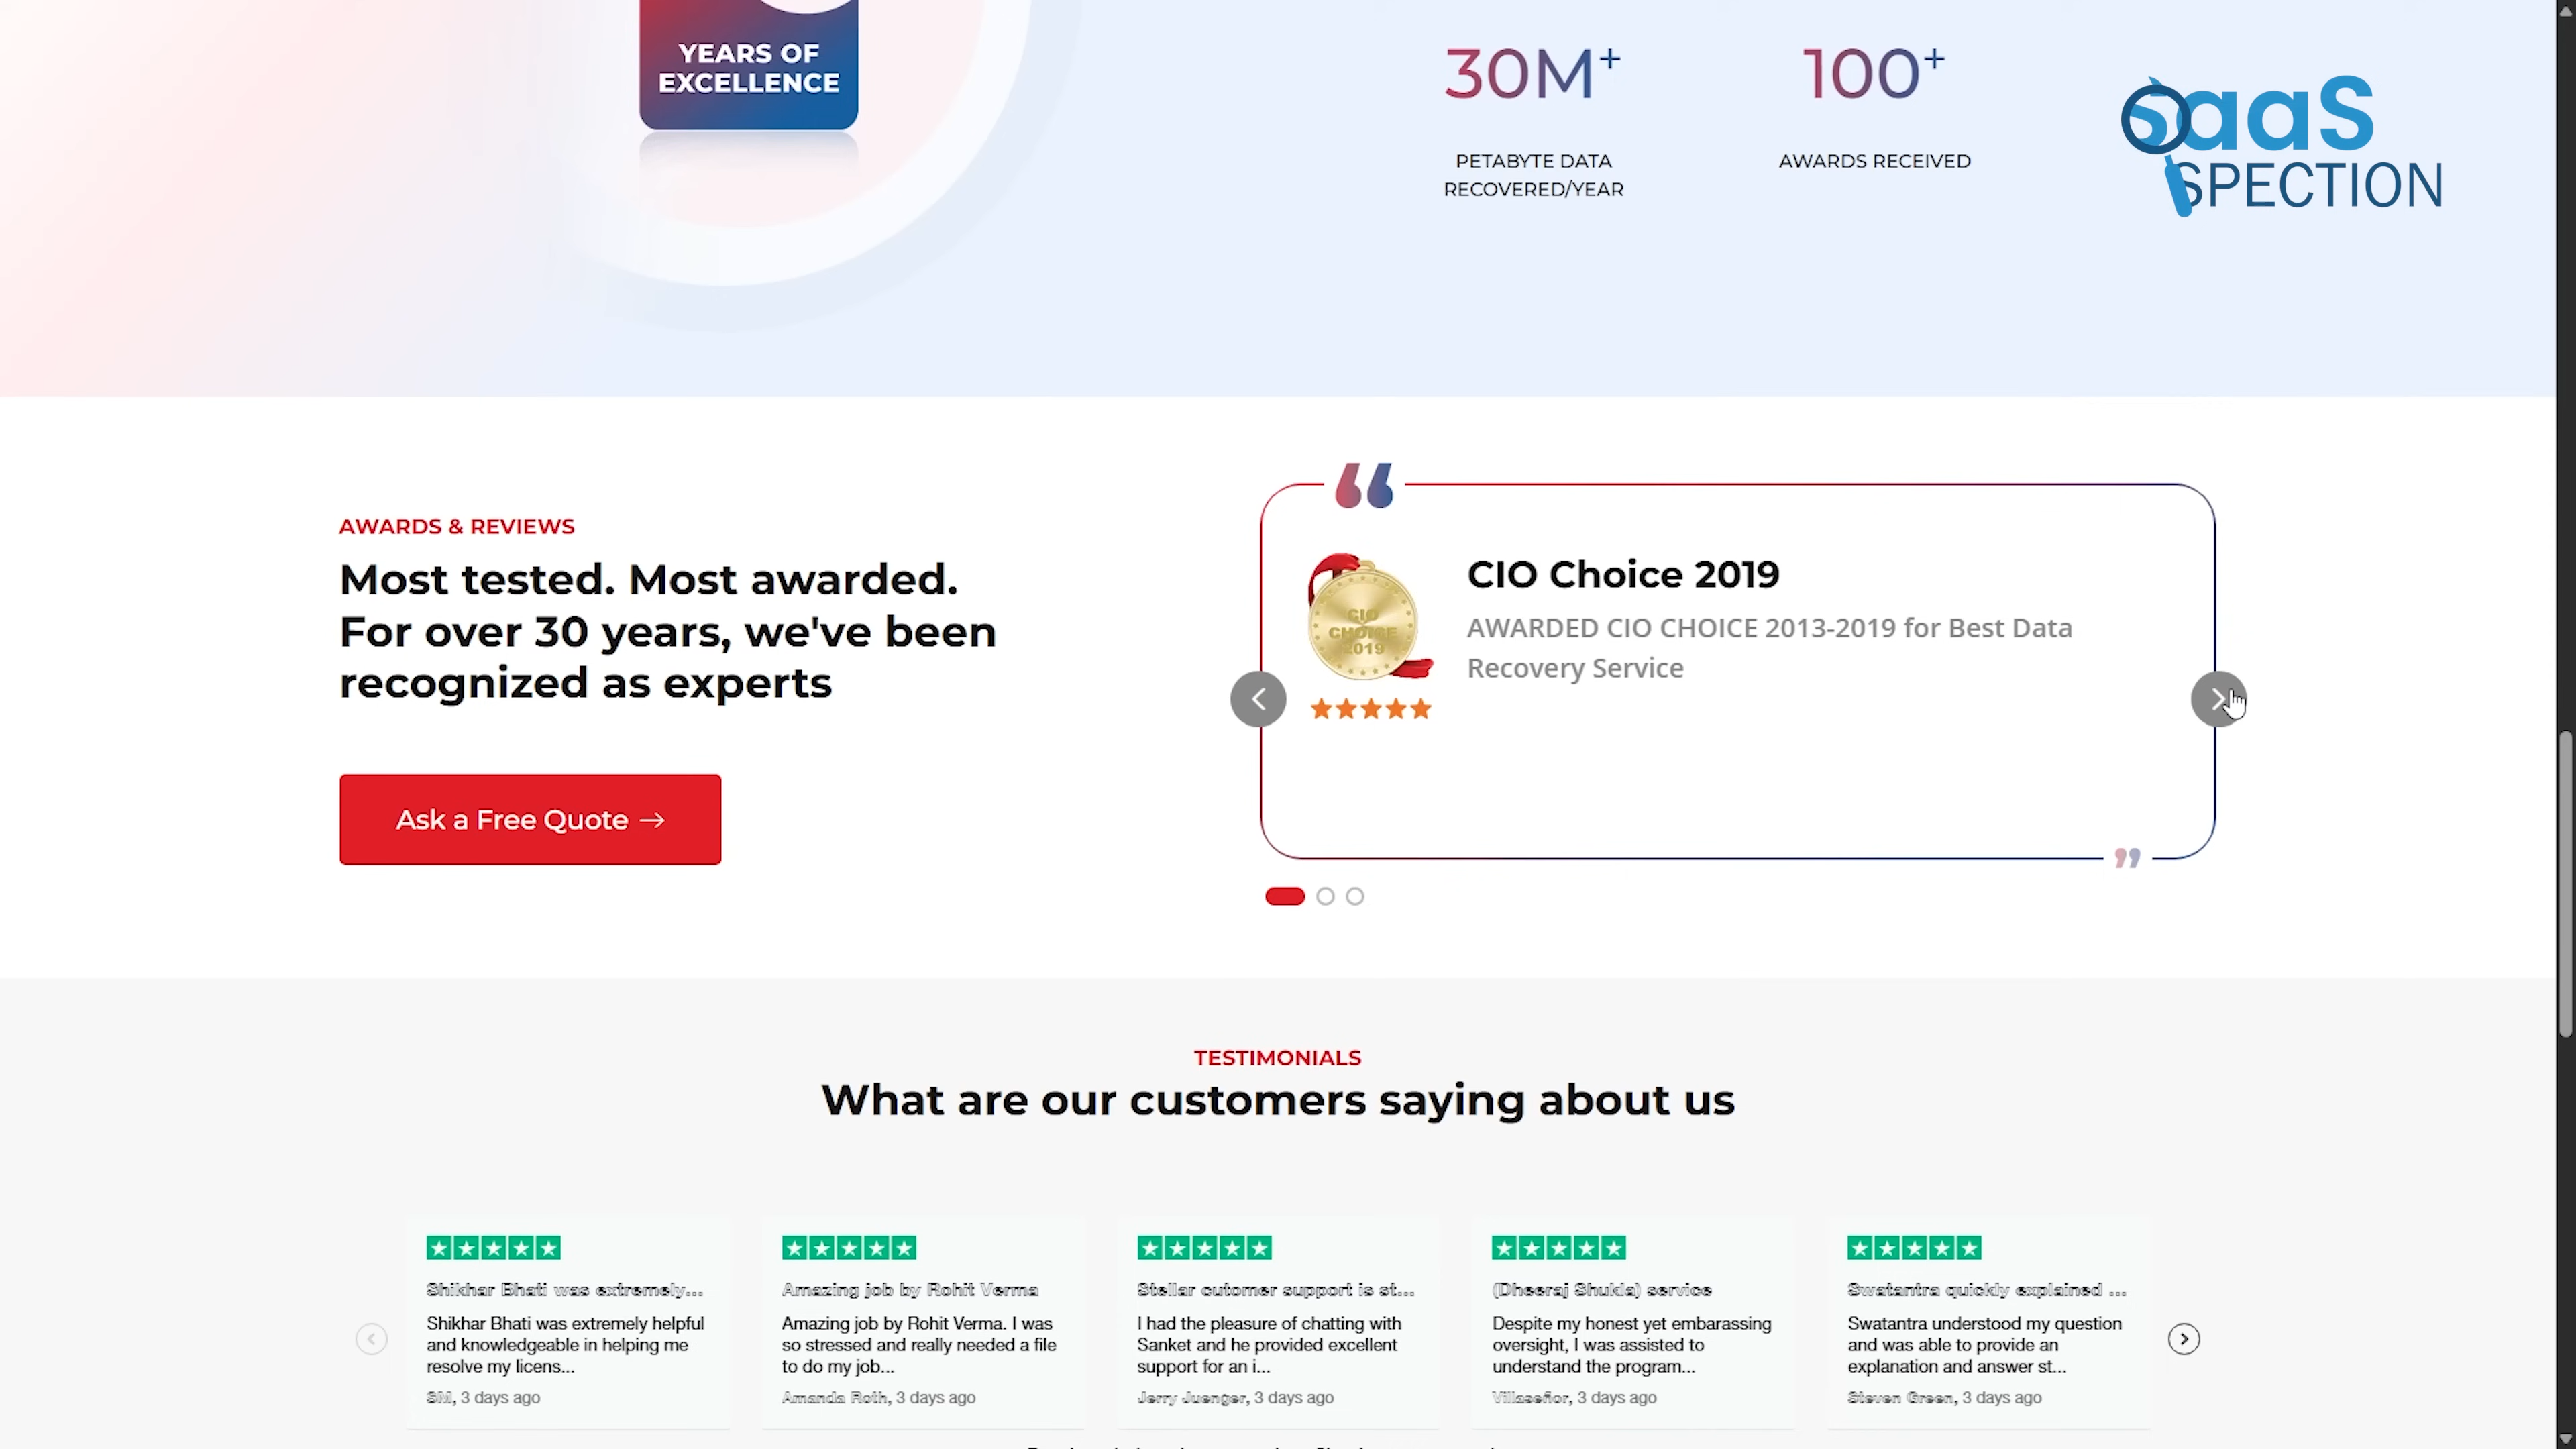 YEARS OF
EXCELLENCE
30M+
PETABYTE DATA
RECOVERED/YEAR
100+
AWARDS RECEIVED
SaaS
SPECTION
AWARDS & REVIEWS
Most tested. Most awarded.
For over 30 years, we've been
recognized as experts
Ask a Free Quote →
CIO
CHOICE
2019
CIO Choice 2019
AWARDED CIO CHOICE 2013-2019 for Best Data
Recovery Service
TESTIMONIALS
What are our customers saying about us
Shikhar Bhati was extremely...
Shikhar Bhati was extremely helpful
and knowledgeable in helping me
resolve my licens...
SM, 3 days ago
Amazing job by Rohit Verma
Amazing job by Rohit Verma. I was
so stressed and really needed a file
to do my job...
Amanda Roth, 3 days ago
Stellar cutomer support is st...
I had the pleasure of chatting with
Sanket and he provided excellent
support for an i...
Jerry Juenger, 3 days ago
(Dheeraj Shukla) service
Despite my honest yet embarassing
oversight, I was assisted to
understand the program...
Villaseñor, 3 days ago
Swatantra quickly explained ...
Swatantra understood my question
and was able to provide an
explanation and answer st...
Steven Green, 3 days ago